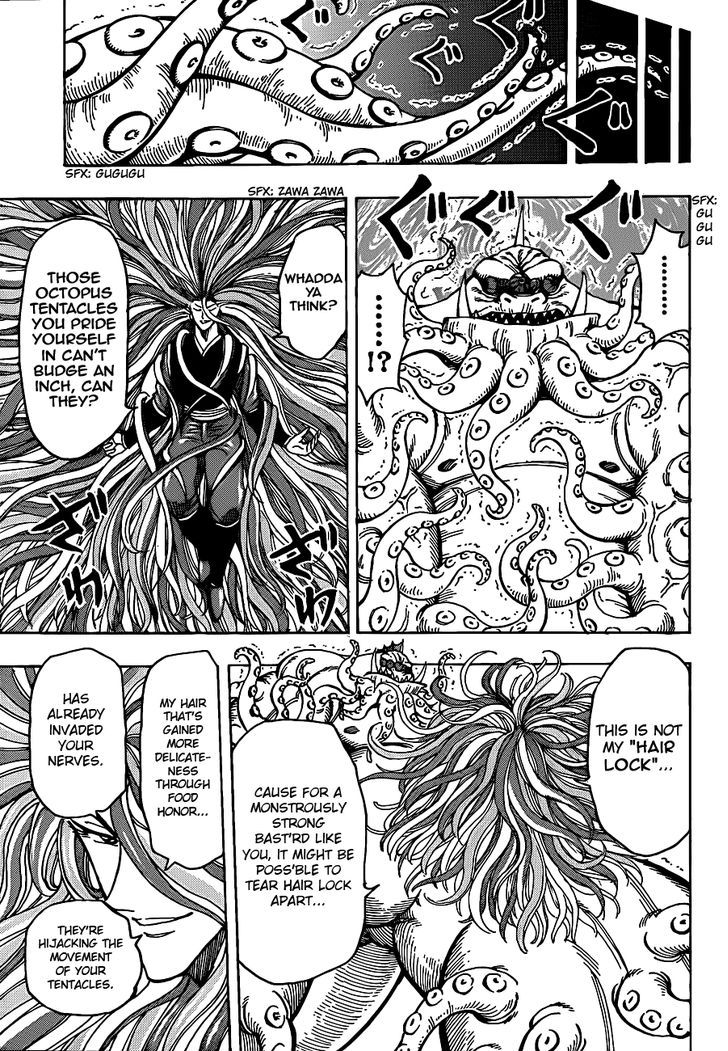 ぐぐぐ
SFX: GUGUGU
SFX:
GU
GU
GU
ぐぐぐ
………
………!?
SFX: ZAWA ZAWA
WHADDA
YA
THINK?
THOSE
OCTOPUS
TENTACLES
YOU PRIDE
YOURSELF
IN CAN'T
BUDGE AN
INCH, CAN
THEY?
ざわ
ざわ
THIS IS NOT
MY "HAIR
LOCK"...
CAUSE FOR A
MONSTROUSLY
STRONG
BAST'RD LIKE
YOU, IT MIGHT BE
POSS'BLE TO
TEAR HAIR LOCK
APART...
MY HAIR
THAT'S
GAINED
MORE
DELICATE-
NESS
THROUGH
FOOD
HONOR...
HAS
ALREADY
INVADED
YOUR
NERVES.
THEY'RE
HIJACKING THE
MOVEMENT
OF YOUR
TENTACLES.